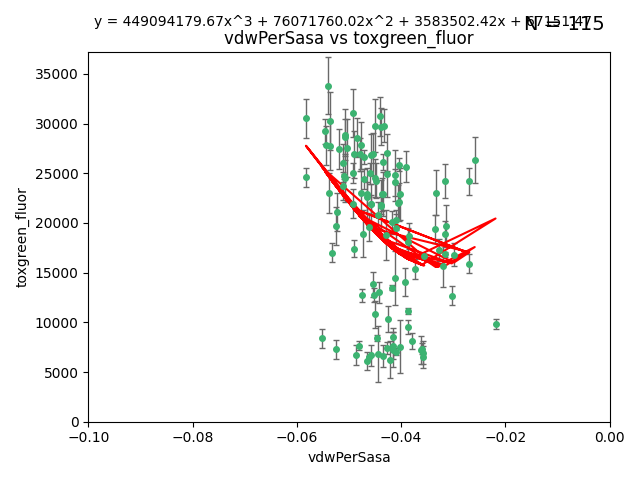 y = 449094179.67x^3 + 76071760.02x^2 + 3583502.42x +
N = 115
vdwPerSasa vs toxgreen_fluor
35000
30000
25000
20000
15000
10000
5000
0
toxgreen_fluor
−0.10 −0.08 −0.06 −0.04 −0.02 0.00
vdwPerSasa